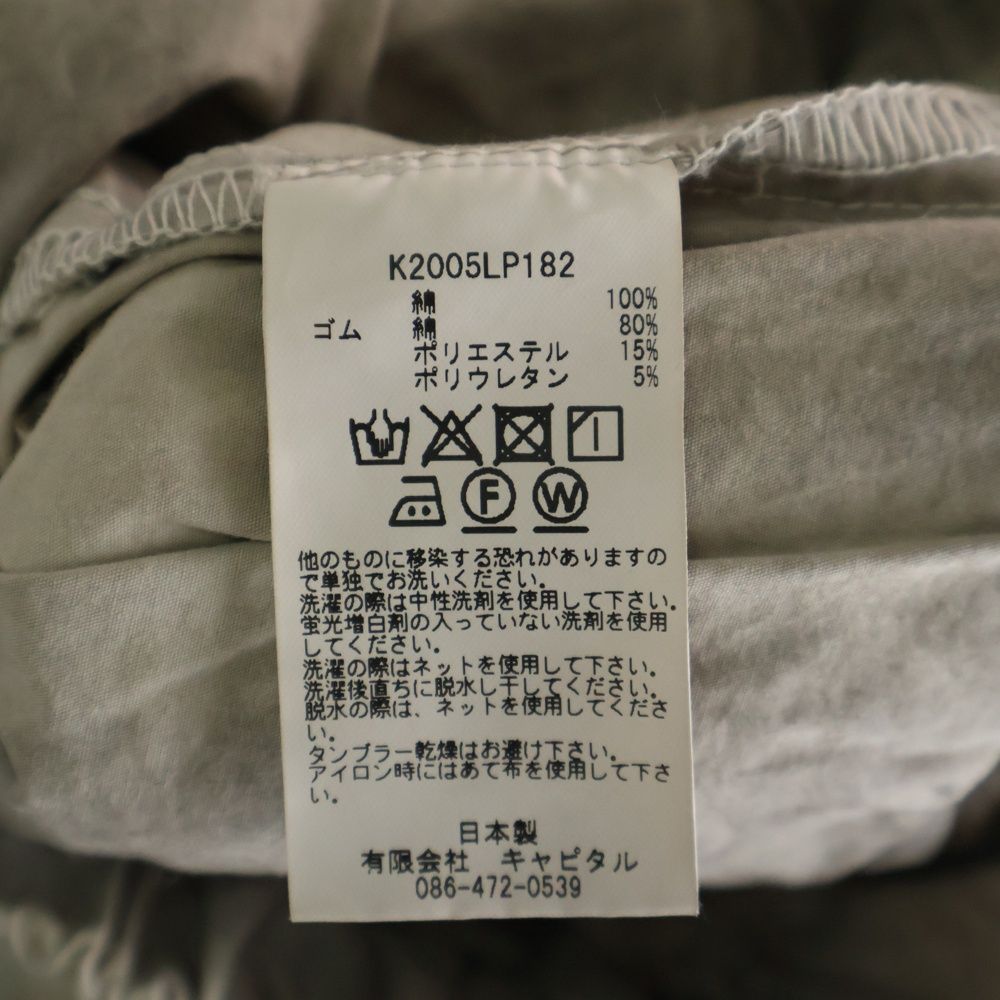 K2005LP182
綿 100%
ゴム 綿 80%
ポリエステル 15%
ポリウレタン 5%
F W
他のものに移染する恐れがありますの
で単独でお洗いください。
洗濯の際は中性洗剤を使用して下さい。
蛍光増白剤の入っていない洗剤を使用
してください。
洗濯の際はネットを使用して下さい。
洗濯後直ちに脱水し干してください。
脱水の際は、ネットを使用してくださ
い。
タンブラー乾燥はお避け下さい。
アイロン時にはあて布を使用して下さ
い。
日本製
有限会社 キャピタル
086-472-0539